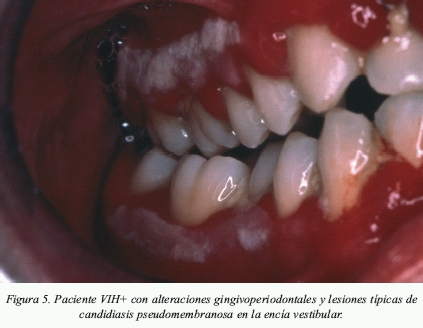 Figura 5. Paciente VIH+ con alteraciones gingivoperiodontales y lesiones típicas de
candidiasis pseudomembranosa en la encía vestibular.